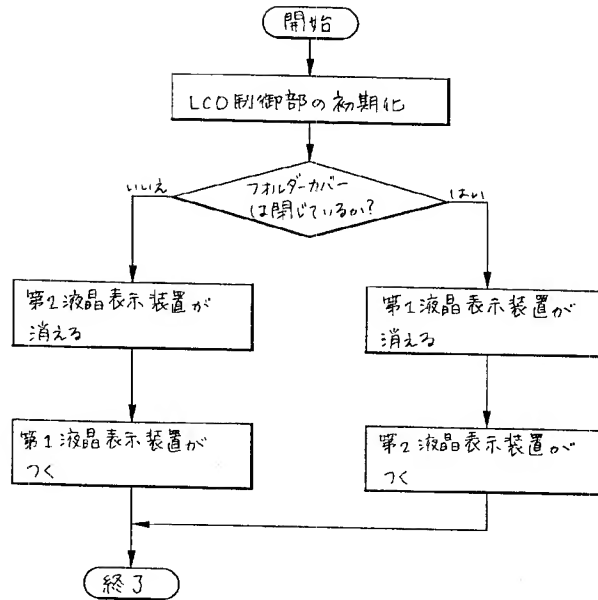 開始
LCD制御部の初期化
いいえ
フォルダーカバー
は閉じているか?
はい
第2液晶表示装置が
消える
第1液晶表示装置が
消える
第1液晶表示装置が
つく
第2液晶表示装置が
つく
終了